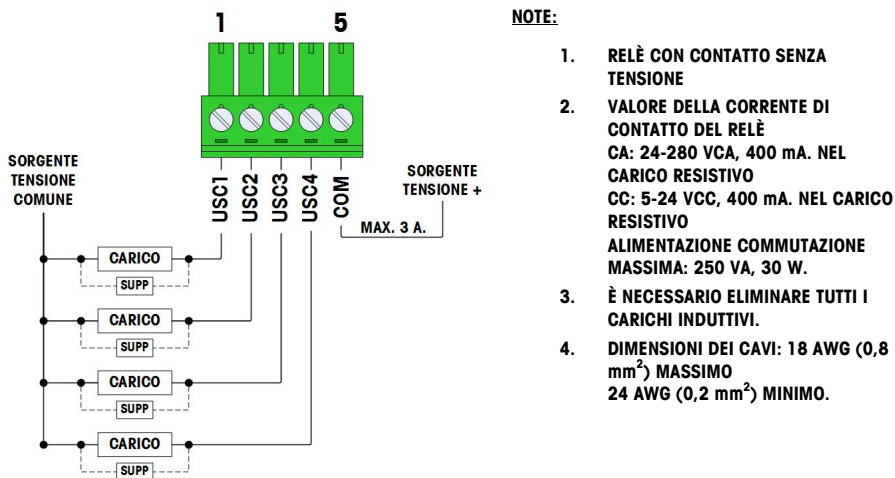 1 5
SORGENTE
TENSIONE
COMUNE
USC1
USC2
USC3
USC4
COM
SORGENTE
TENSIONE +
MAX. 3 A.
CARICO
SUPP
CARICO
SUPP
CARICO
SUPP
CARICO
SUPP
NOTE:
1. RELÈ CON CONTATTO SENZA
TENSIONE
2. VALORE DELLA CORRENTE DI
CONTATTO DEL RELÈ
CA: 24-280 VCA, 400 mA. NEL
CARICO RESISTIVO
CC: 5-24 VCC, 400 mA. NEL CARICO
RESISTIVO
ALIMENTAZIONE COMMUTAZIONE
MASSIMA: 250 VA, 30 W.
3. È NECESSARIO ELIMINARE TUTTI I
CARICHI INDUTTIVI.
4. DIMENSIONI DEI CAVI: 18 AWG (0,8
mm²) MASSIMO
24 AWG (0,2 mm²) MINIMO.